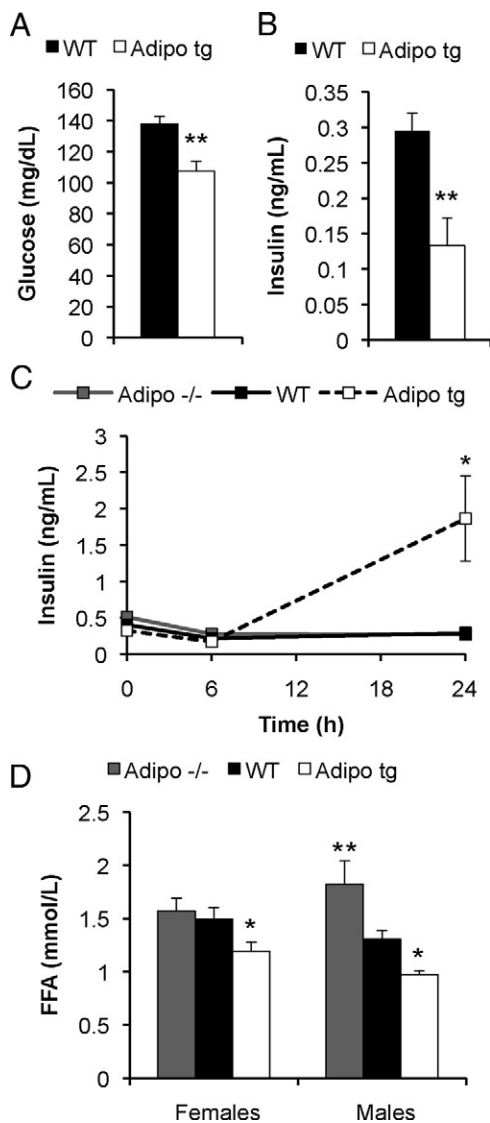 A
B
WT Adipo tg
WT Adipo tg
Glucose (mg/dL)
160
140
120
100
80
60
40
20
0
**
Insulin (ng/mL)
0.35
0.3
0.25
0.2
0.15
0.1
0.05
0
**
C
Adipo -/- WT Adipo tg
Insulin (ng/mL)
3
2.5
2
1.5
1
0.5
0
*
0 6 12 18 24
Time (h)
D
Adipo -/- WT Adipo tg
FFA (mmol/L)
2.5
2
1.5
1
0.5
0
*
**
*
Females Males